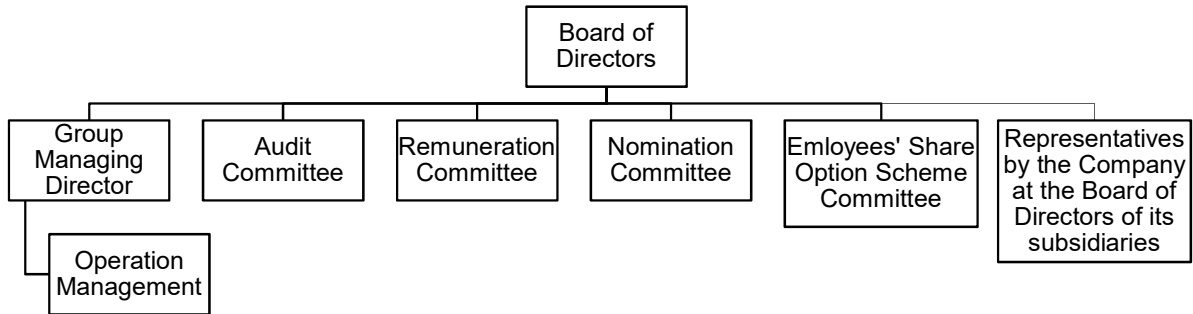 Board of
Directors
Group
Managing
Director
Audit
Committee
Remuneration
Committee
Nomination
Committee
Emloyees' Share
Option Scheme
Committee
Representatives
by the Company
at the Board of
Directors of its
subsidiaries
Operation
Management